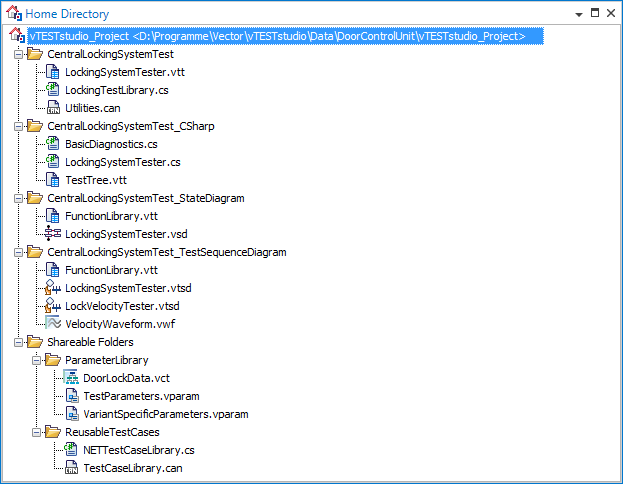 Home Directory
vTESTstudio_Project <D:\Programme\Vector\vTESTstudio\Data\DoorControlUnit\vTESTstudio_Project>
CentralLockingSystemTest
LockingSystemTester.vtt
LockingTestLibrary.cs
Utilities.can
CentralLockingSystemTest_CSharp
BasicDiagnostics.cs
LockingSystemTester.cs
TestTree.vtt
CentralLockingSystemTest_StateDiagram
FunctionLibrary.vtt
LockingSystemTester.vsd
CentralLockingSystemTest_TestSequenceDiagram
FunctionLibrary.vtt
LockingSystemTester.vtsd
LockVelocityTester.vtsd
VelocityWaveform.vwf
Shareable Folders
ParameterLibrary
DoorLockData.vct
TestParameters.vparam
VariantSpecificParameters.vparam
ReusableTestCases
NETTestCaseLibrary.cs
TestCaseLibrary.can